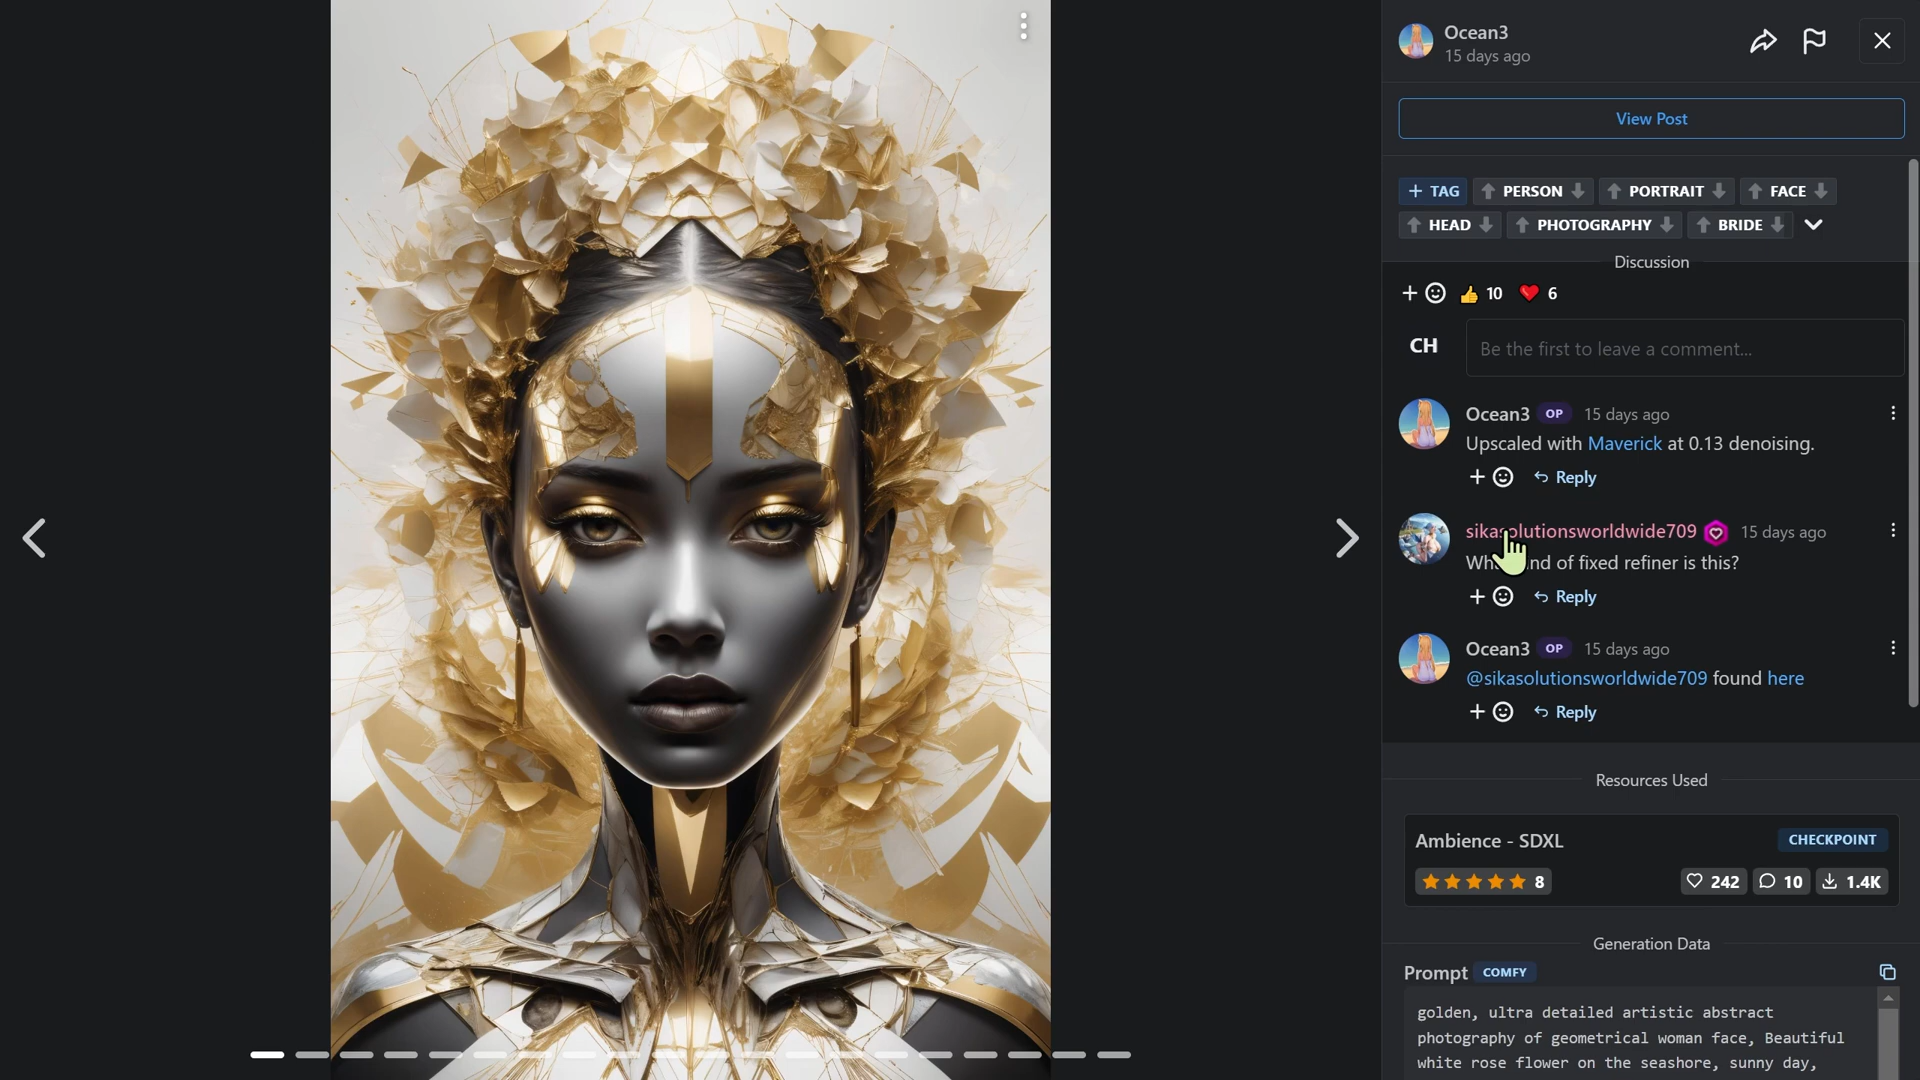 Ocean3
15 days ago
View Post
+ TAG PERSON PORTRAIT FACE
HEAD PHOTOGRAPHY BRIDE
Discussion
10 6
CH Be the first to leave a comment...
Ocean3 OP 15 days ago
Upscaled with Maverick at 0.13 denoising.
Reply
sikasolutionsworldwide709 15 days ago
of fixed refiner is this?
Reply
Ocean3 OP 15 days ago
@sikasolutionsworldwide709 found here
Reply
Resources Used
Ambience - SDXL CHECKPOINT
8 242 10 1.4K
Generation Data
Prompt COMFY
golden, ultra detailed artistic abstract
photography of geometrical woman face, Beautiful
white rose flower on the seashore, sunny day,